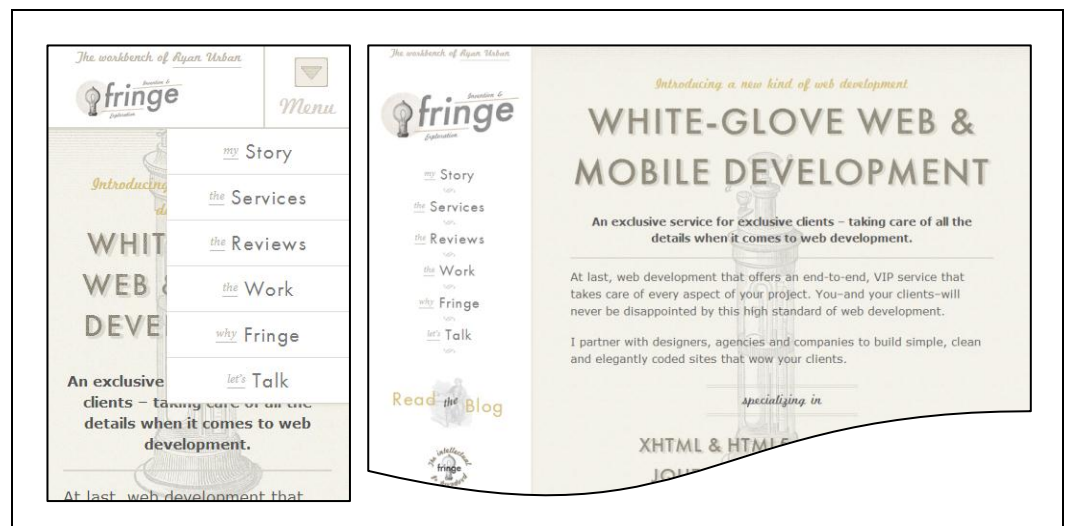 The workbench of Ryan Urban
Invention &
fringe
Exploration
Menu
my Story
the Services
the Reviews
the Work
why Fringe
let's Talk
Introducing
WHIT
WEB
DEVE
An exclusive
clients – taking care of all the
details when it comes to web
development.
At last, web development that
The workbench of Ryan Urban
Invention &
fringe
Exploration
my Story
the Services
the Reviews
the Work
why Fringe
let's Talk
Read the Blog
The intellectual
fringe
Introducing a new kind of web development
WHITE-GLOVE WEB &
MOBILE DEVELOPMENT
An exclusive service for exclusive clients – taking care of all the
details when it comes to web development.
At last, web development that offers an end-to-end, VIP service that
takes care of every aspect of your project. You–and your clients–will
never be disappointed by this high standard of web development.
I partner with designers, agencies and companies to build simple, clean
and elegantly coded sites that wow your clients.
specializing in
XHTML & HTML5